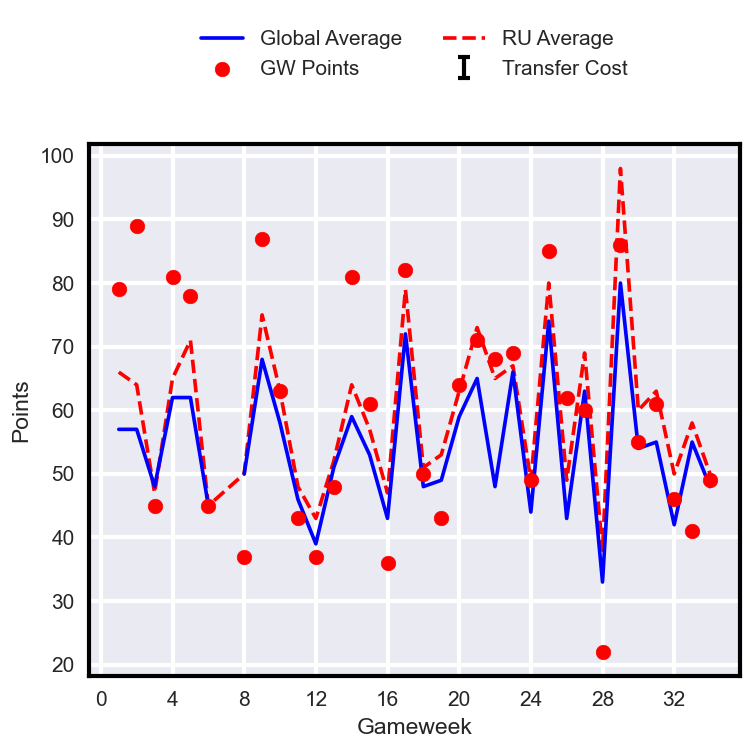 Global Average
RU Average
GW Points
Transfer Cost
100
90
80
70
60
50
40
30
20
Points
0 4 8 12 16 20 24 28 32
Gameweek